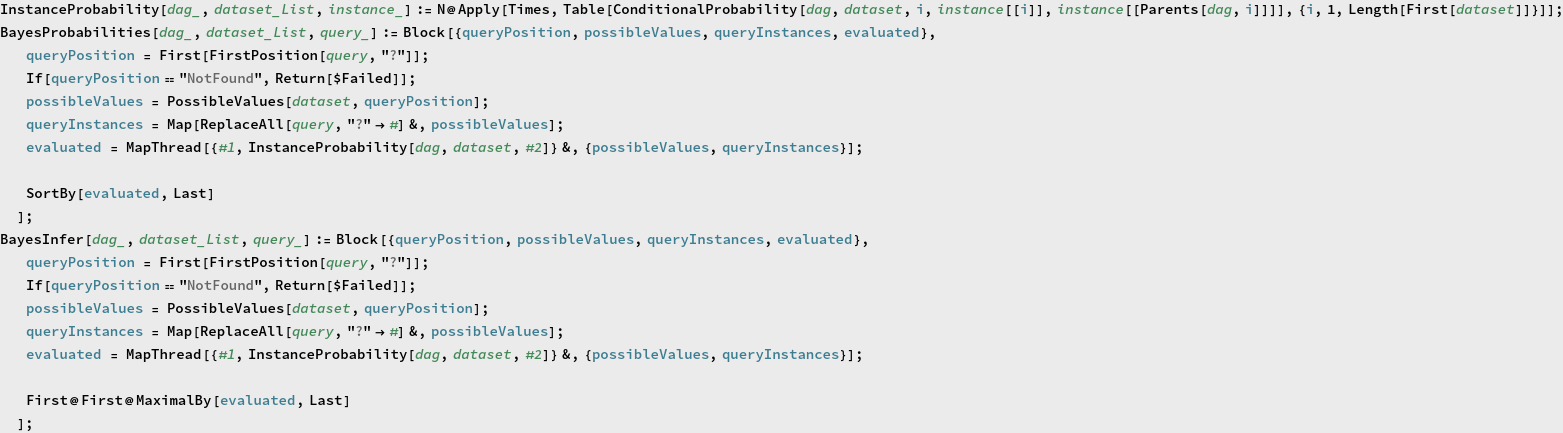 InstanceProbability[dag_, dataset_List, instance_] := N@Apply[Times, Table[ConditionalProbability[dag, dataset, i, instance[[i]], instance[[Parents[dag, i]]]], {i, 1, Length[First[dataset]]}]];
BayesProbabilities[dag_, dataset_List, query_] := Block[{queryPosition, possibleValues, queryInstances, evaluated},
queryPosition = First[FirstPosition[query, "?"]];
If[queryPosition == "NotFound", Return[$Failed]];
possibleValues = PossibleValues[dataset, queryPosition];
queryInstances = Map[ReplaceAll[query, "?" → #] &, possibleValues];
evaluated = MapThread[{#1, InstanceProbability[dag, dataset, #2]} &, {possibleValues, queryInstances}];
SortBy[evaluated, Last]
];
BayesInfer[dag_, dataset_List, query_] := Block[{queryPosition, possibleValues, queryInstances, evaluated},
queryPosition = First[FirstPosition[query, "?"]];
If[queryPosition == "NotFound", Return[$Failed]];
possibleValues = PossibleValues[dataset, queryPosition];
queryInstances = Map[ReplaceAll[query, "?" → #] &, possibleValues];
evaluated = MapThread[{#1, InstanceProbability[dag, dataset, #2]} &, {possibleValues, queryInstances}];
First@First@MaximalBy[evaluated, Last]
];